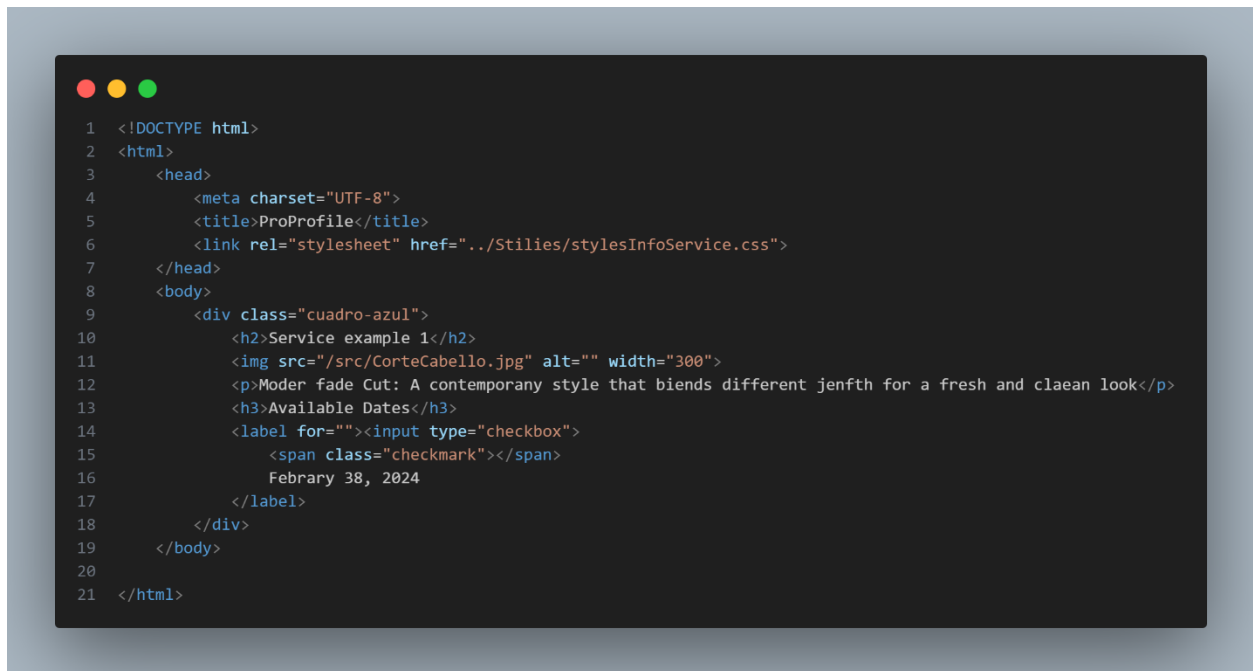 1 <!DOCTYPE html>
2 <html>
3     <head>
4         <meta charset="UTF-8">
5         <title>ProProfile</title>
6         <link rel="stylesheet" href="../Stilies/stylesInfoService.css">
7     </head>
8     <body>
9         <div class="cuadro-azul">
10             <h2>Service example 1</h2>
11             <img src="/src/CorteCabello.jpg" alt="" width="300">
12             <p>Moder fade Cut: A contemporany style that biends different jenfth for a fresh and claean look</p>
13             <h3>Available Dates</h3>
14             <label for=""><input type="checkbox">
15                 <span class="checkmark"></span>
16                 Febrary 38, 2024
17             </label>
18         </div>
19     </body>
20
21 </html>